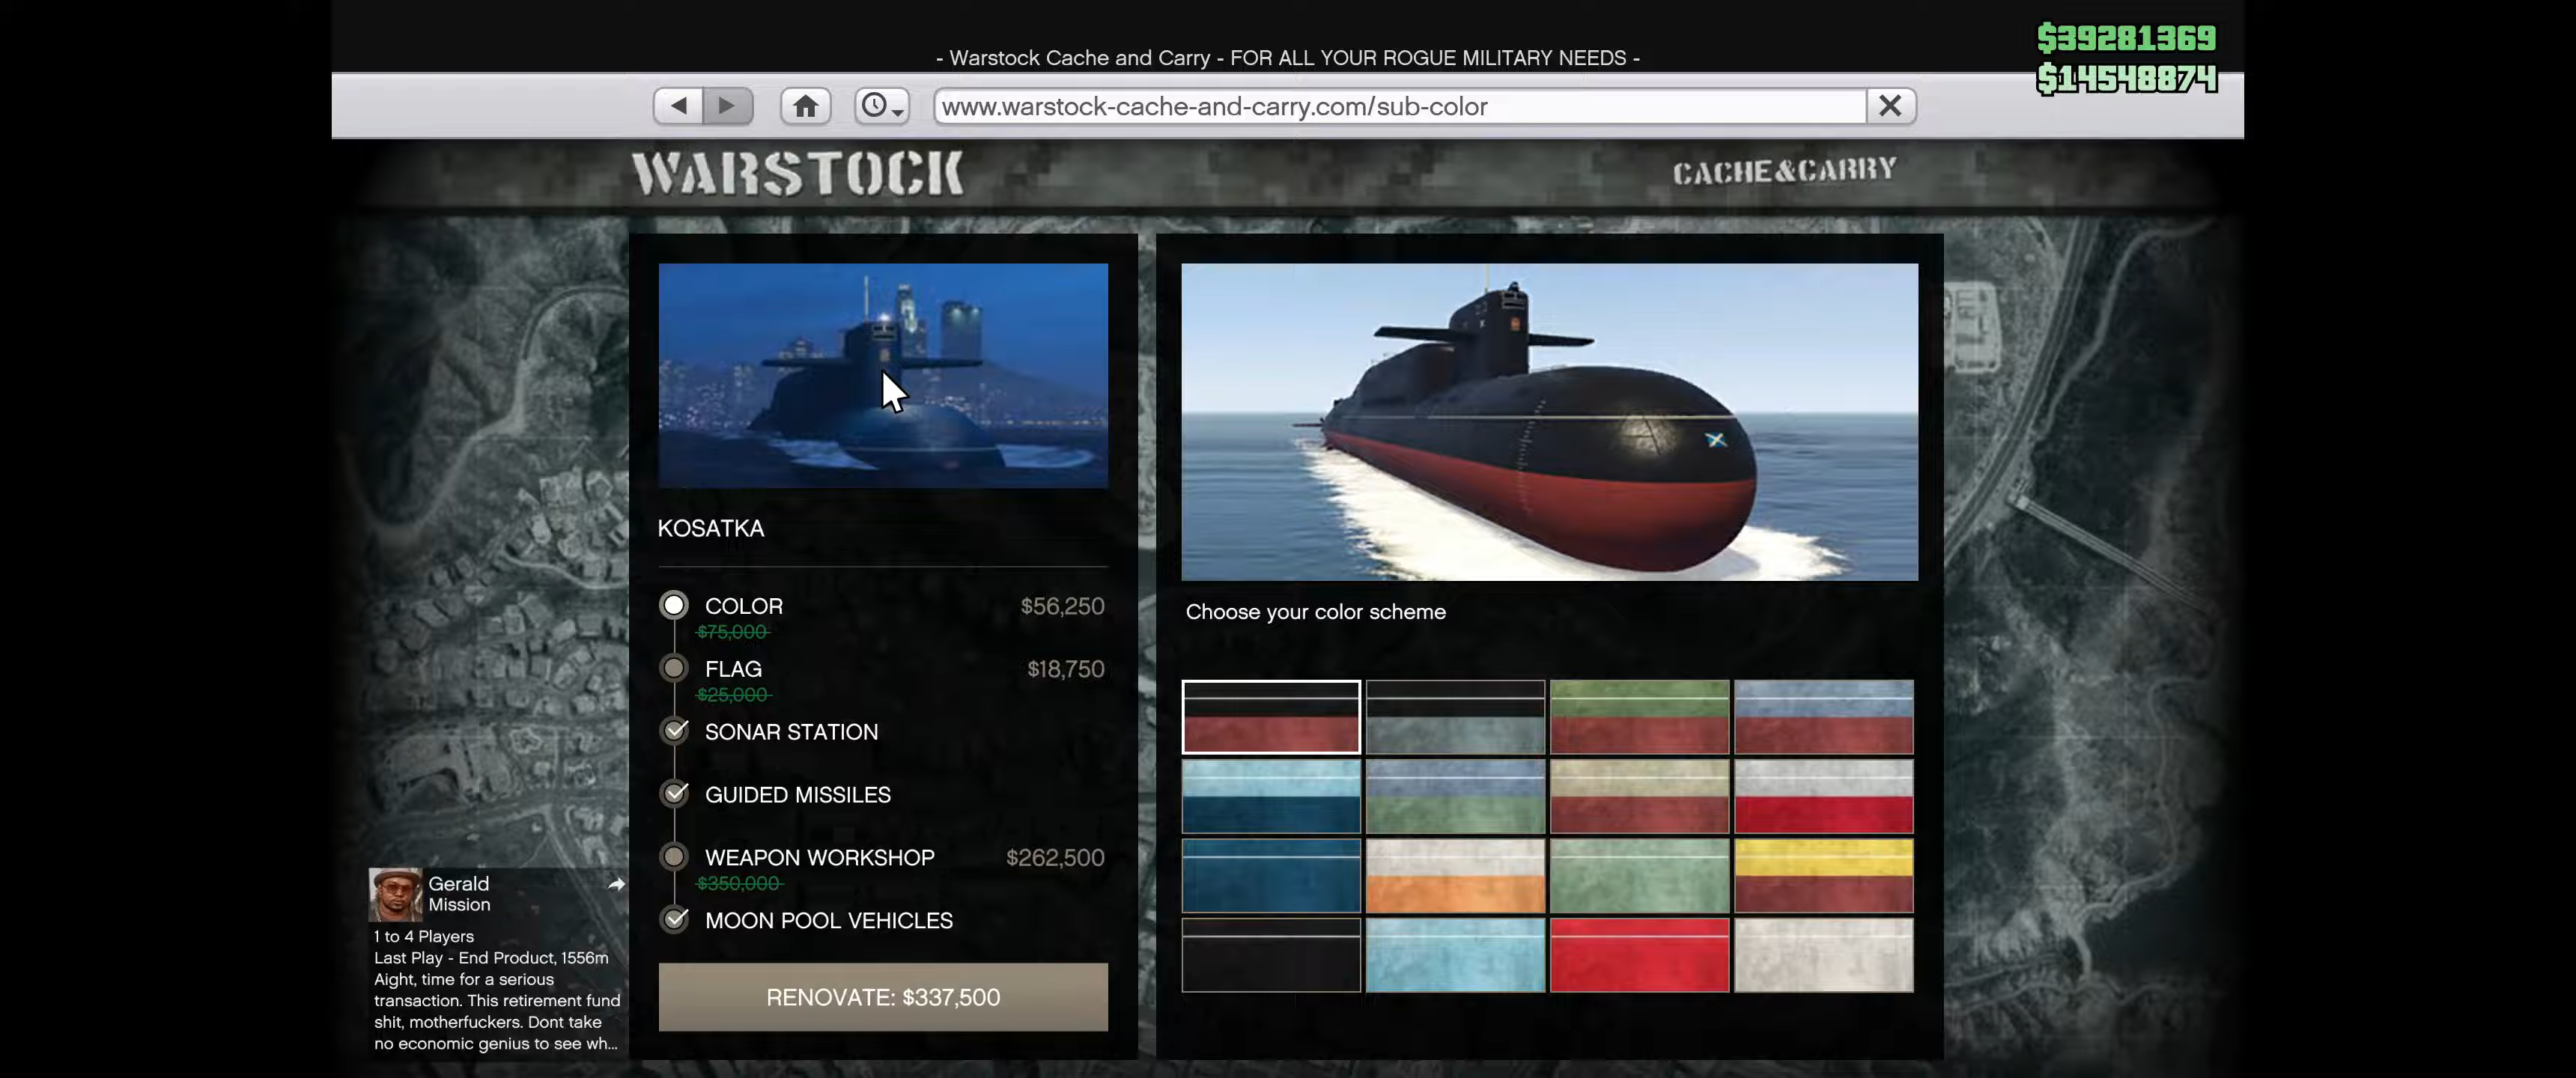 - Warstock Cache and Carry - FOR ALL YOUR ROGUE MILITARY NEEDS -
$39281369
$14548874
www.warstock-cache-and-carry.com/sub-color
WARSTOCK
CACHE&CARRY
KOSATKA
COLOR $56,250
$75,000
FLAG $18,750
$25,000
SONAR STATION
GUIDED MISSILES
WEAPON WORKSHOP $262,500
$350,000
MOON POOL VEHICLES
RENOVATE: $337,500
Choose your color scheme
Gerald
Mission
1 to 4 Players
Last Play - End Product, 1556m
Aight, time for a serious
transaction. This retirement fund
shit, motherfuckers. Dont take
no economic genius to see wh...